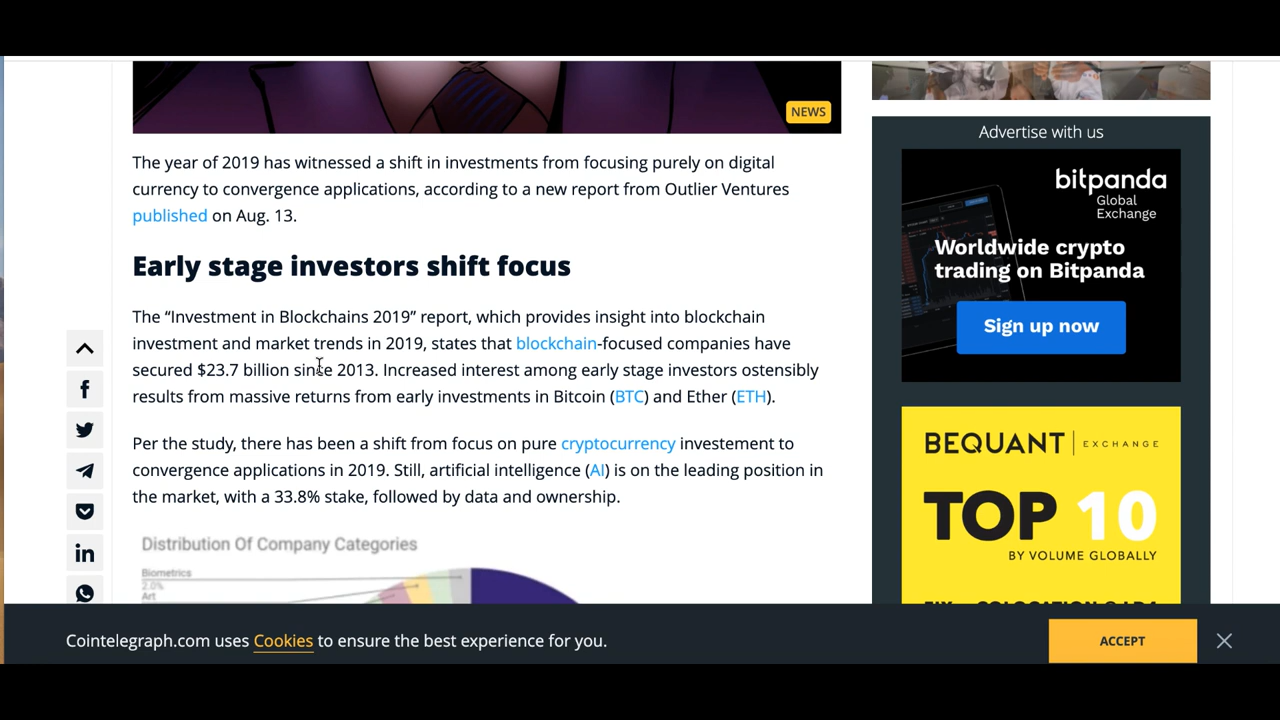 NEWS
The year of 2019 has witnessed a shift in investments from focusing purely on digital
currency to convergence applications, according to a new report from Outlier Ventures
published on Aug. 13.
Early stage investors shift focus
The “Investment in Blockchains 2019” report, which provides insight into blockchain
investment and market trends in 2019, states that blockchain-focused companies have
secured $23.7 billion since 2013. Increased interest among early stage investors ostensibly
results from massive returns from early investments in Bitcoin (BTC) and Ether (ETH).
Per the study, there has been a shift from focus on pure cryptocurrency investement to
convergence applications in 2019. Still, artificial intelligence (AI) is on the leading position in
the market, with a 33.8% stake, followed by data and ownership.
Distribution Of Company Categories
Biometrics
2.0%
Art
Advertise with us
bitpanda
Global
Exchange
Worldwide crypto
trading on Bitpanda
Sign up now
BEQUANT | EXCHANGE
TOP 10
BY VOLUME GLOBALLY
Cointelegraph.com uses Cookies to ensure the best experience for you.
ACCEPT